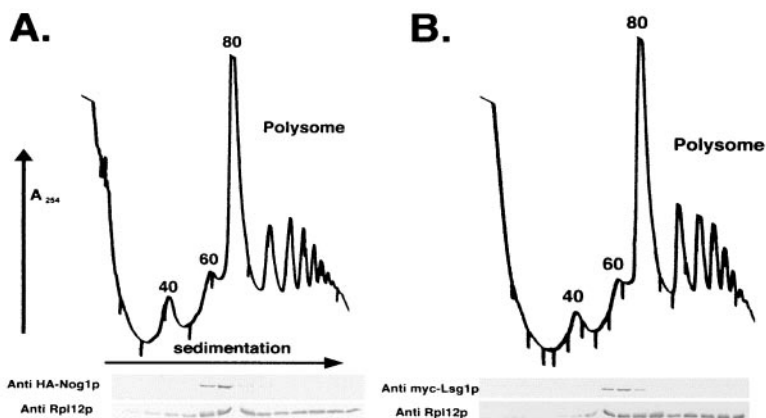 A.
80
Polysome
A 254
60
40
sedimentation
Anti HA-Nog1p
Anti Rpl12p
B.
80
Polysome
60
40
Anti myc-Lsg1p
Anti Rpl12p